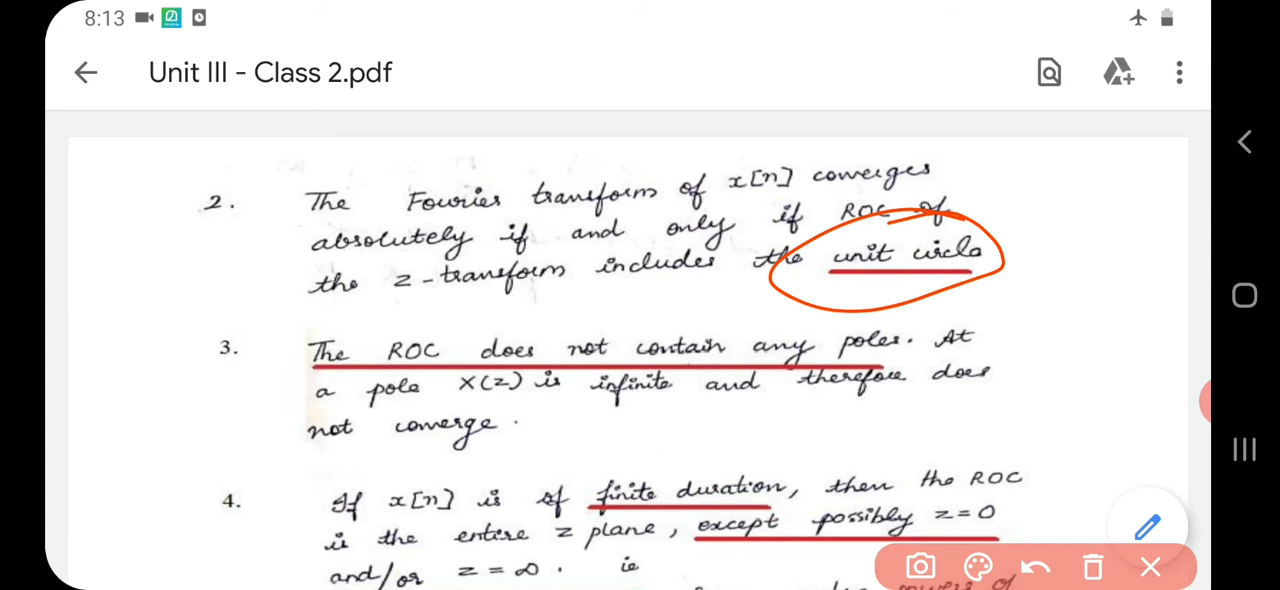 8:13
Unit III - Class 2.pdf
2. The Fourier transform of x[n] converges
absolutely if and only if ROC of
the z-transform includes the unit circle
3. The ROC does not contain any poles. At
a pole X(z) is infinite and therefore does
not converge.
4. If x[n] is of finite duration, then the ROC
is the entire z plane, except possibly z=0
and/or z=∞. ie
powers of